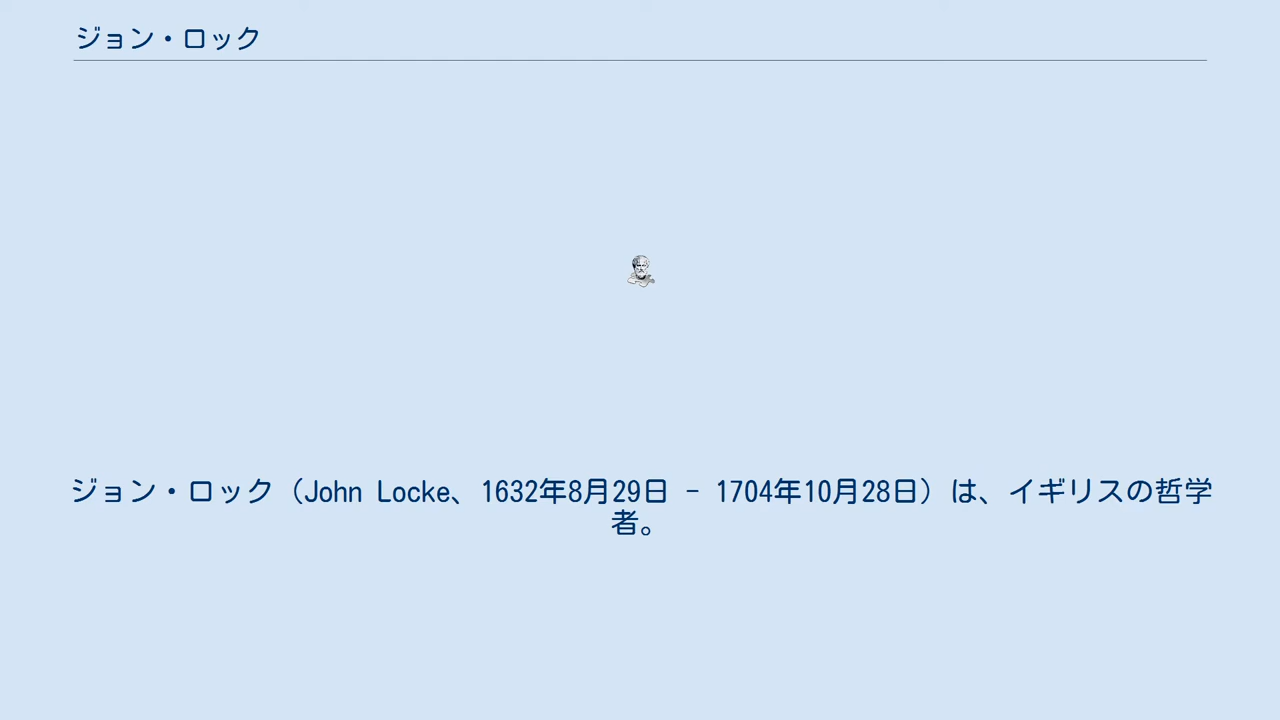 ジョン・ロック
ジョン・ロック（John Locke、1632年8月29日 - 1704年10月28日）は、イギリスの哲学
者。